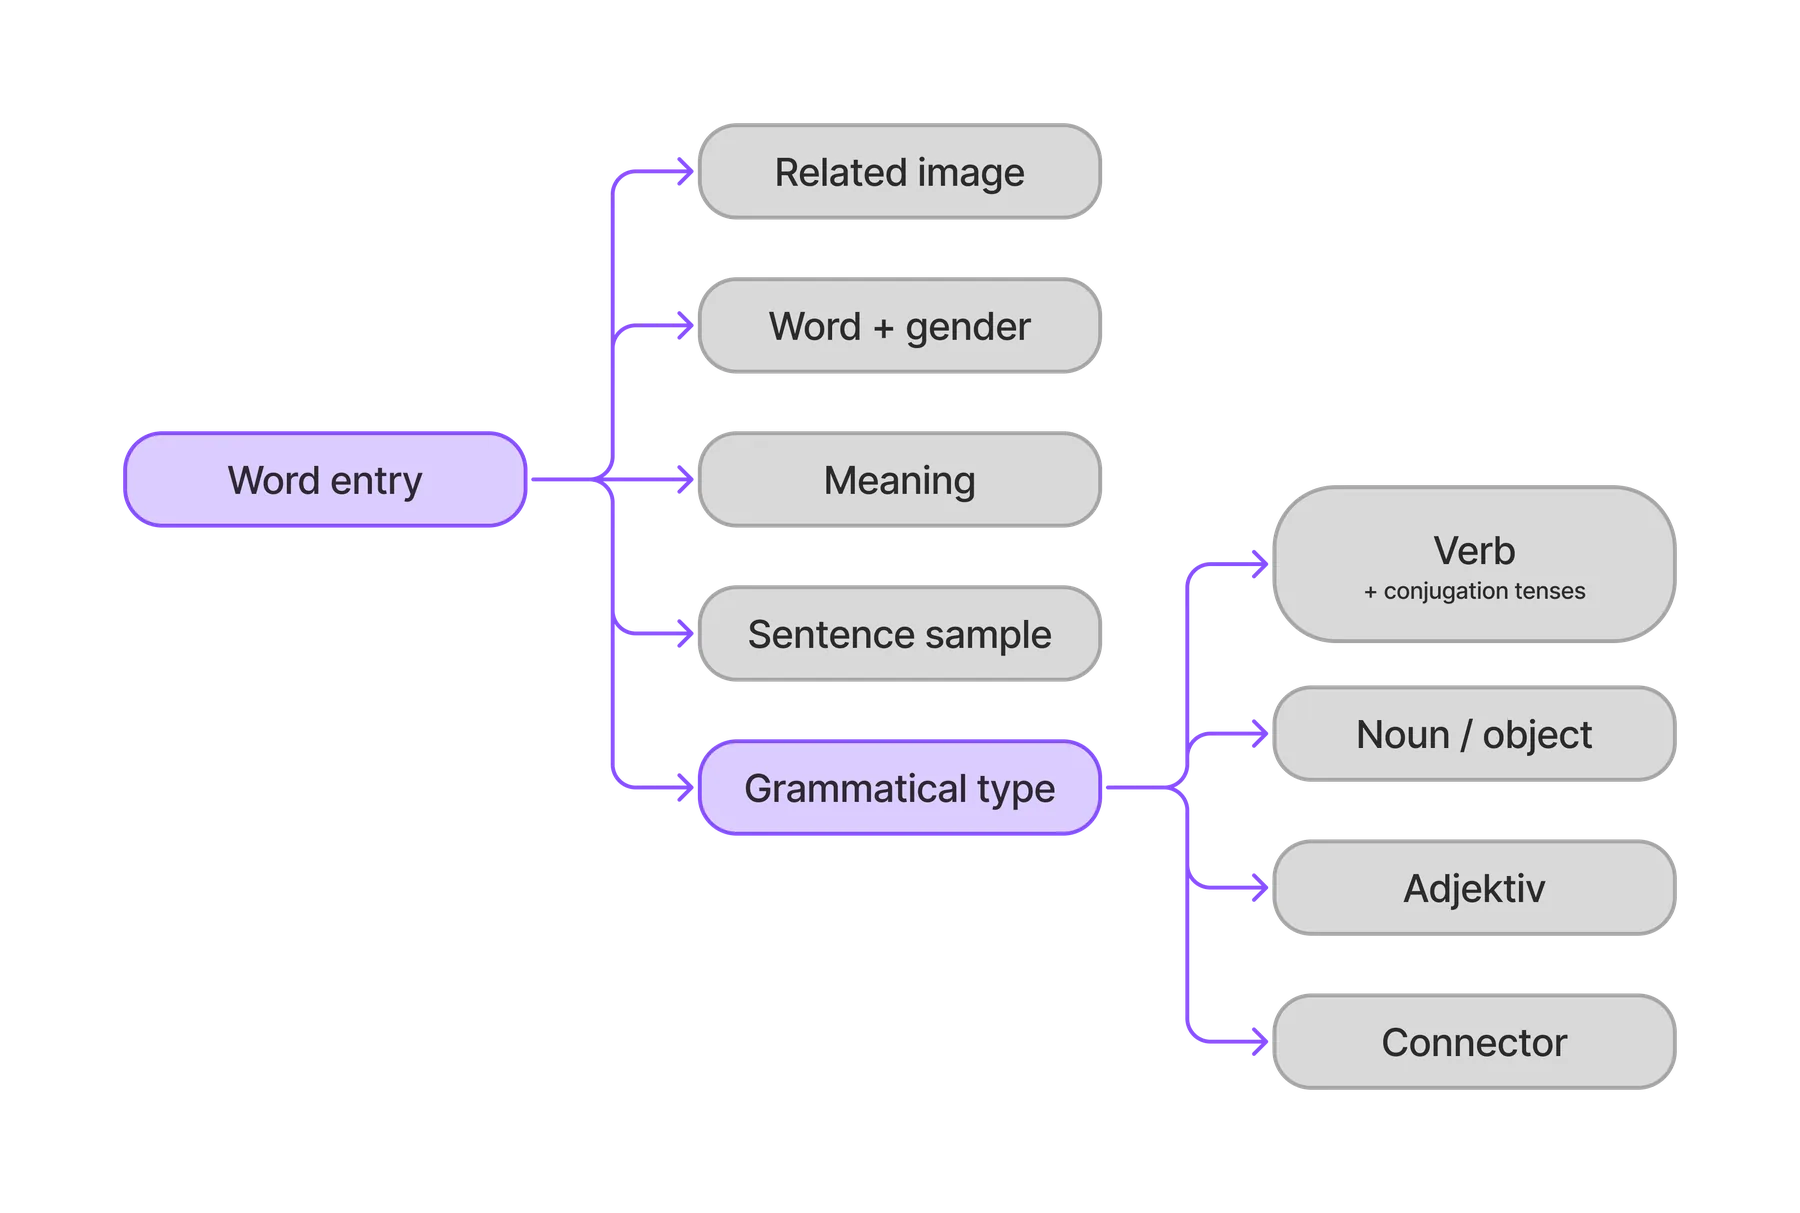 Related image
Word + gender
Word entry
Meaning
Sentence sample
Grammatical type
Verb
+ conjugation tenses
Noun / object
Adjektiv
Connector